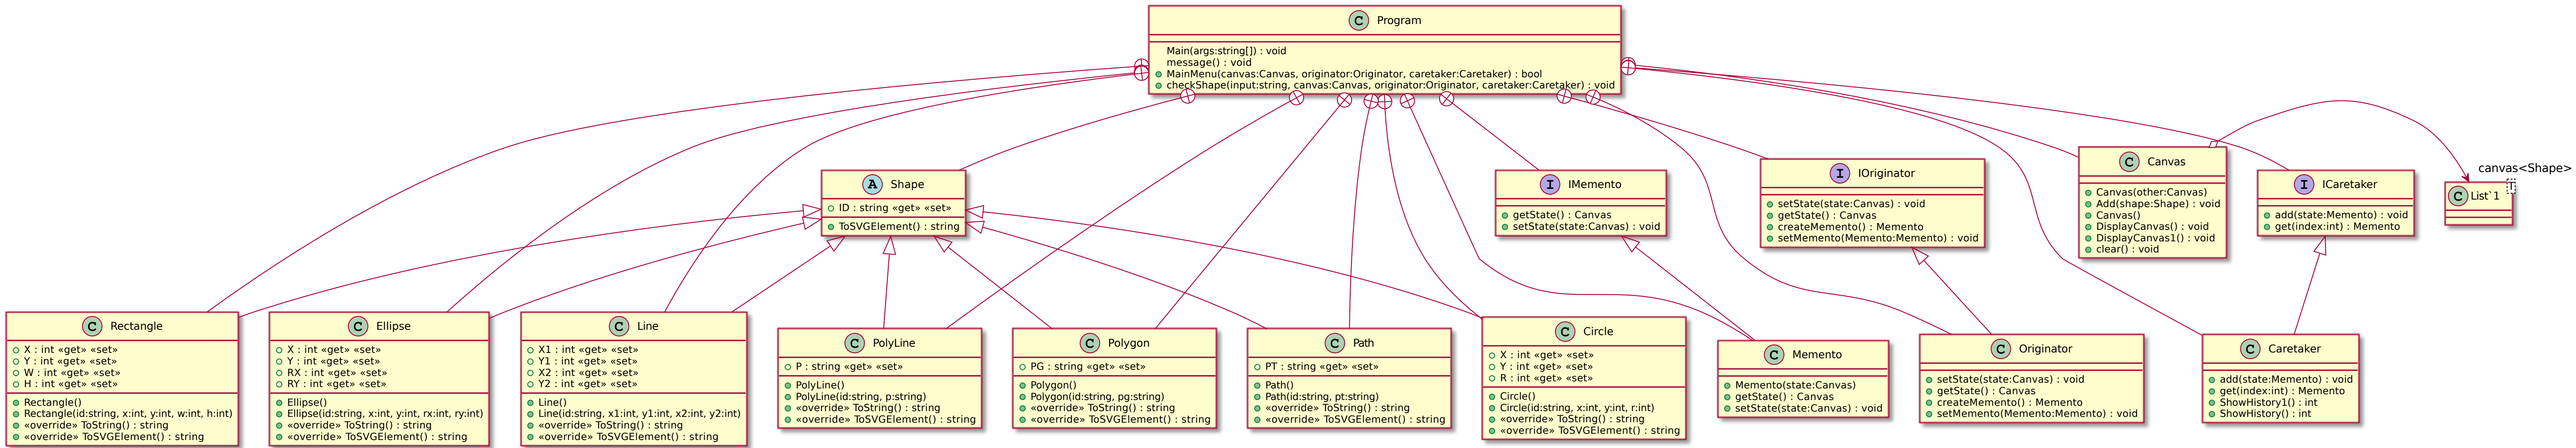 C Program
Main(args:string[]) : void
message() : void
MainMenu(canvas:Canvas, originator:Originator, caretaker:Caretaker) : bool
checkShape(input:string, canvas:Canvas, originator:Originator, caretaker:Caretaker) : void
A Shape
ID : string «get» «set»
ToSVGElement() : string
I IMemento
getState() : Canvas
setState(state:Canvas) : void
I IOriginator
setState(state:Canvas) : void
getState() : Canvas
createMemento() : Memento
setMemento(Memento:Memento) : void
C Canvas
Canvas(other:Canvas)
Add(shape:Shape) : void
Canvas()
DisplayCanvas() : void
DisplayCanvas1() : void
clear() : void
I ICaretaker
add(state:Memento) : void
get(index:int) : Memento
canvas<Shape>
T
C List`1
C Rectangle
X : int «get» «set»
Y : int «get» «set»
W : int «get» «set»
H : int «get» «set»
Rectangle()
Rectangle(id:string, x:int, y:int, w:int, h:int)
«override» ToString() : string
«override» ToSVGElement() : string
C Ellipse
X : int «get» «set»
Y : int «get» «set»
RX : int «get» «set»
RY : int «get» «set»
Ellipse()
Ellipse(id:string, x:int, y:int, rx:int, ry:int)
«override» ToString() : string
«override» ToSVGElement() : string
C Line
X1 : int «get» «set»
Y1 : int «get» «set»
X2 : int «get» «set»
Y2 : int «get» «set»
Line()
Line(id:string, x1:int, y1:int, x2:int, y2:int)
«override» ToString() : string
«override» ToSVGElement() : string
C PolyLine
P : string «get» «set»
PolyLine()
PolyLine(id:string, p:string)
«override» ToString() : string
«override» ToSVGElement() : string
C Polygon
PG : string «get» «set»
Polygon()
Polygon(id:string, pg:string)
«override» ToString() : string
«override» ToSVGElement() : string
C Path
PT : string «get» «set»
Path()
Path(id:string, pt:string)
«override» ToString() : string
«override» ToSVGElement() : string
C Circle
X : int «get» «set»
Y : int «get» «set»
R : int «get» «set»
Circle()
Circle(id:string, x:int, y:int, r:int)
«override» ToString() : string
«override» ToSVGElement() : string
C Memento
Memento(state:Canvas)
getState() : Canvas
setState(state:Canvas) : void
C Originator
setState(state:Canvas) : void
getState() : Canvas
createMemento() : Memento
setMemento(Memento:Memento) : void
C Caretaker
add(state:Memento) : void
get(index:int) : Memento
ShowHistory1() : int
ShowHistory() : int